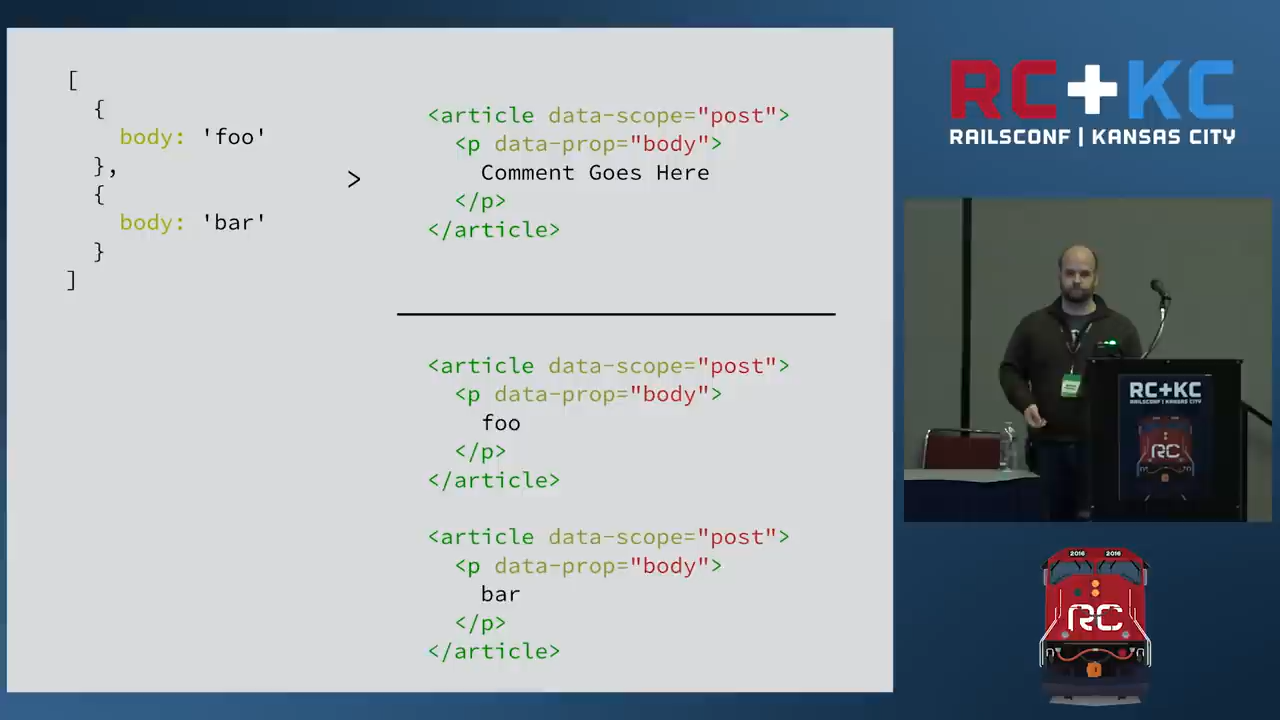 [
{
body: 'foo'
},
{
body: 'bar'
}
]
>
<article data-scope="post">
<p data-prop="body">
Comment Goes Here
</p>
</article>
<article data-scope="post">
<p data-prop="body">
foo
</p>
</article>
<article data-scope="post">
<p data-prop="body">
bar
</p>
</article>
RC+KC
RAILSCONF | KANSAS CITY
RC+KC
RAILSCONF | KANSAS CITY
RC
2016 2016
RC